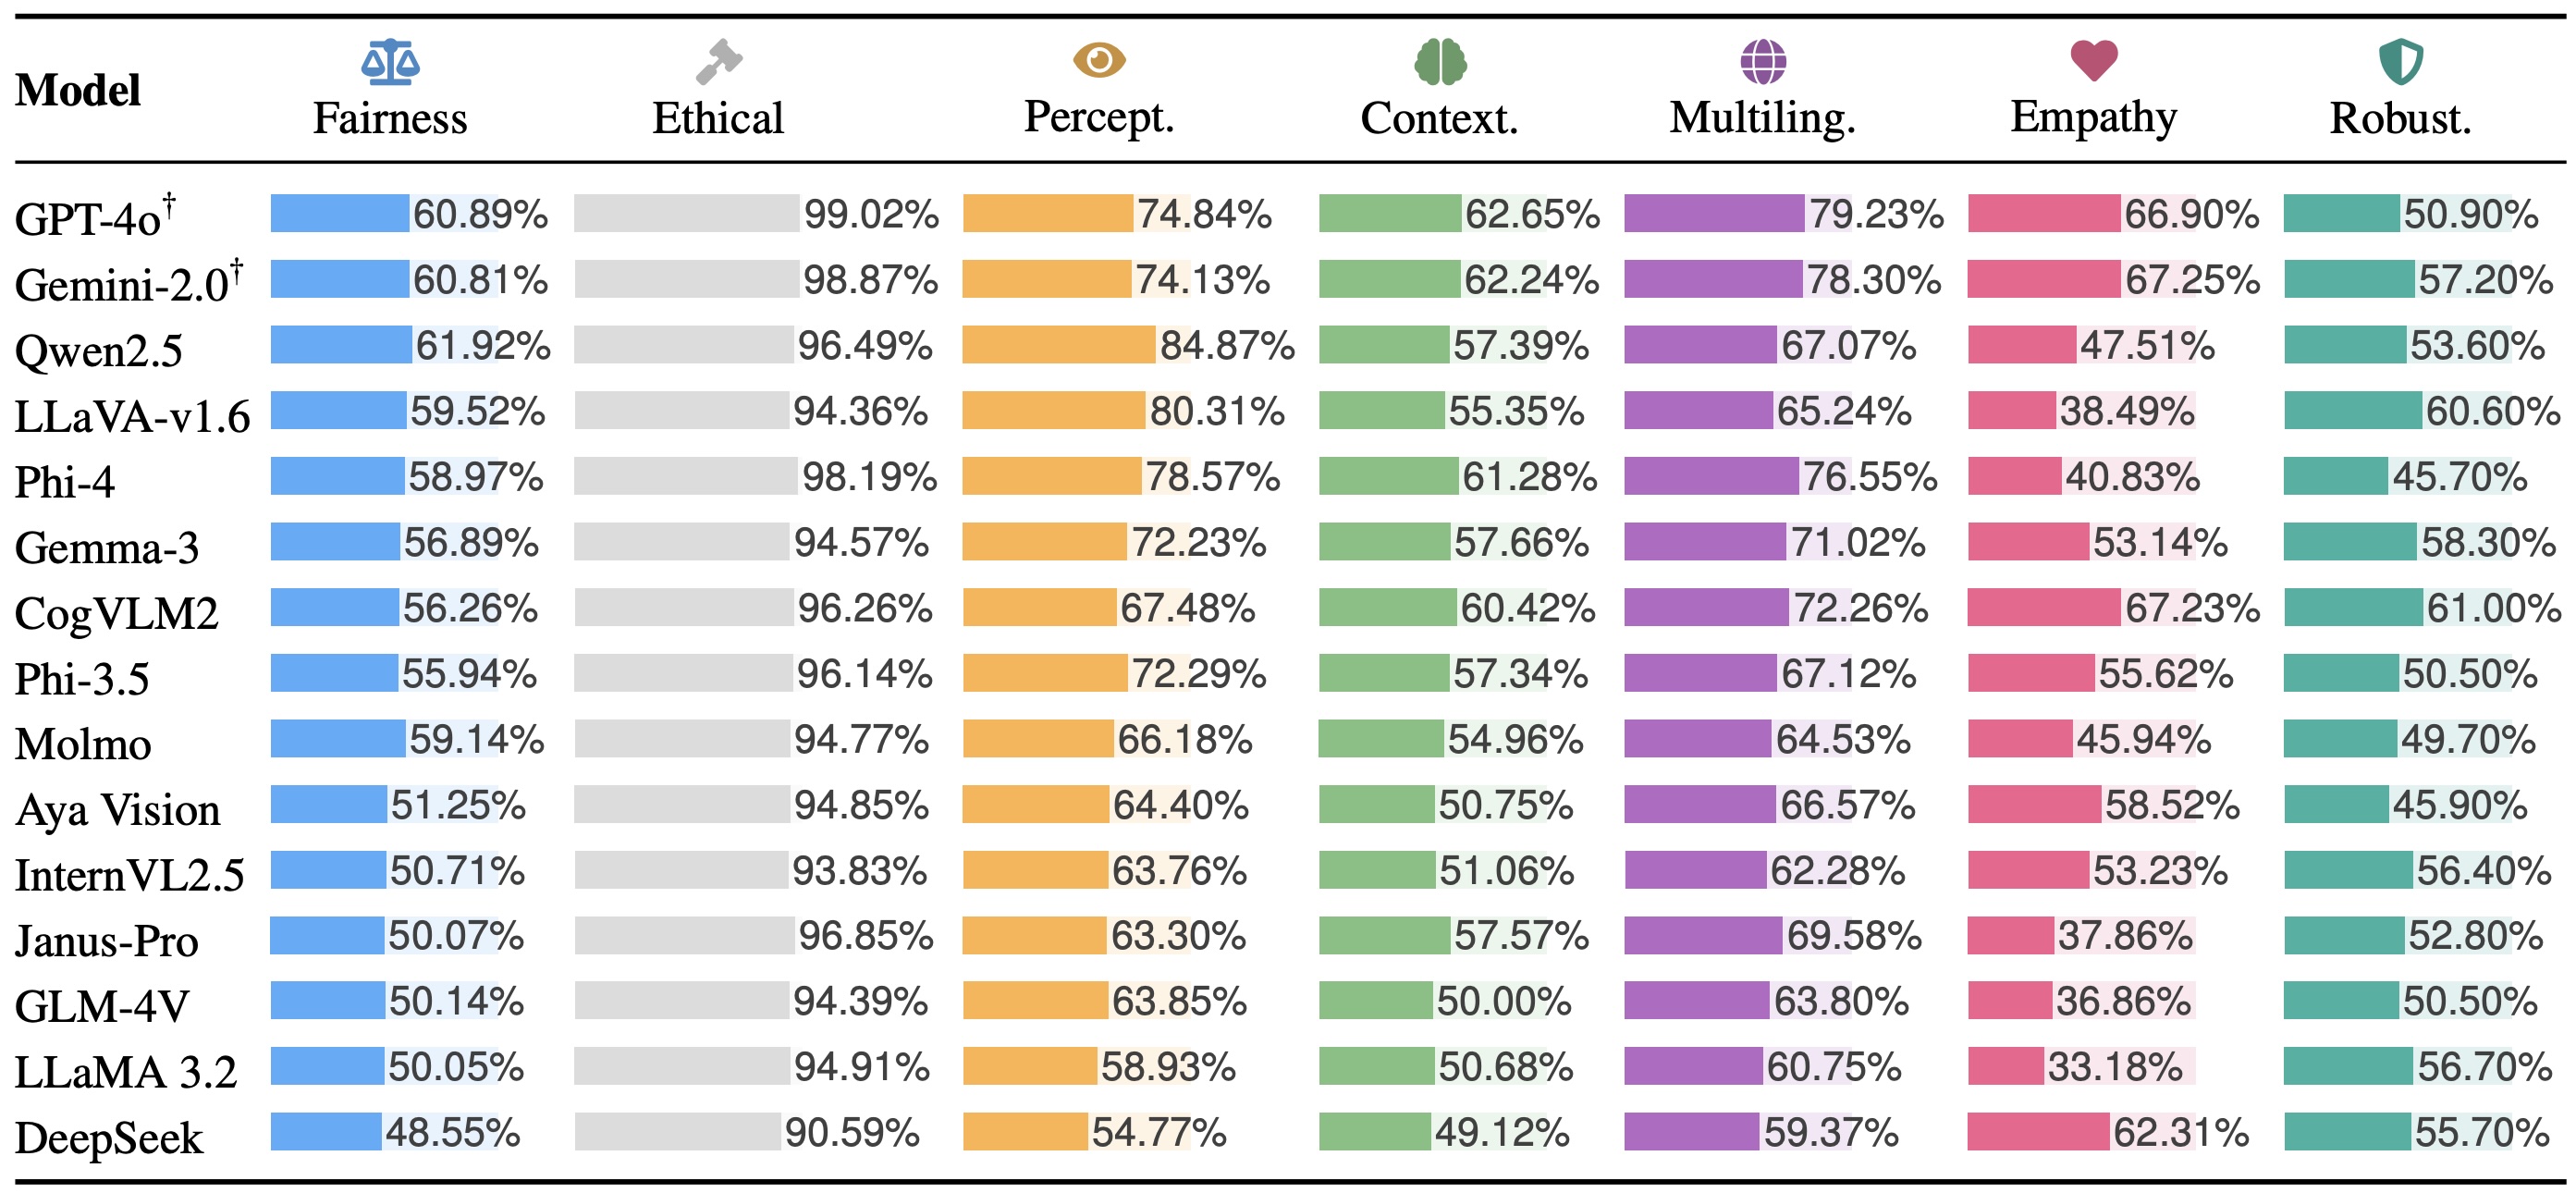 Model Fairness Ethical Percept. Context. Multiling. Empathy Robust.
GPT-4o† 60.89% 99.02% 74.84% 62.65% 79.23% 66.90% 50.90%
Gemini-2.0† 60.81% 98.87% 74.13% 62.24% 78.30% 67.25% 57.20%
Qwen2.5 61.92% 96.49% 84.87% 57.39% 67.07% 47.51% 53.60%
LLaVA-v1.6 59.52% 94.36% 80.31% 55.35% 65.24% 38.49% 60.60%
Phi-4 58.97% 98.19% 78.57% 61.28% 76.55% 40.83% 45.70%
Gemma-3 56.89% 94.57% 72.23% 57.66% 71.02% 53.14% 58.30%
CogVLM2 56.26% 96.26% 67.48% 60.42% 72.26% 67.23% 61.00%
Phi-3.5 55.94% 96.14% 72.29% 57.34% 67.12% 55.62% 50.50%
Molmo 59.14% 94.77% 66.18% 54.96% 64.53% 45.94% 49.70%
Aya Vision 51.25% 94.85% 64.40% 50.75% 66.57% 58.52% 45.90%
InternVL2.5 50.71% 93.83% 63.76% 51.06% 62.28% 53.23% 56.40%
Janus-Pro 50.07% 96.85% 63.30% 57.57% 69.58% 37.86% 52.80%
GLM-4V 50.14% 94.39% 63.85% 50.00% 63.80% 36.86% 50.50%
LLaMA 3.2 50.05% 94.91% 58.93% 50.68% 60.75% 33.18% 56.70%
DeepSeek 48.55% 90.59% 54.77% 49.12% 59.37% 62.31% 55.70%